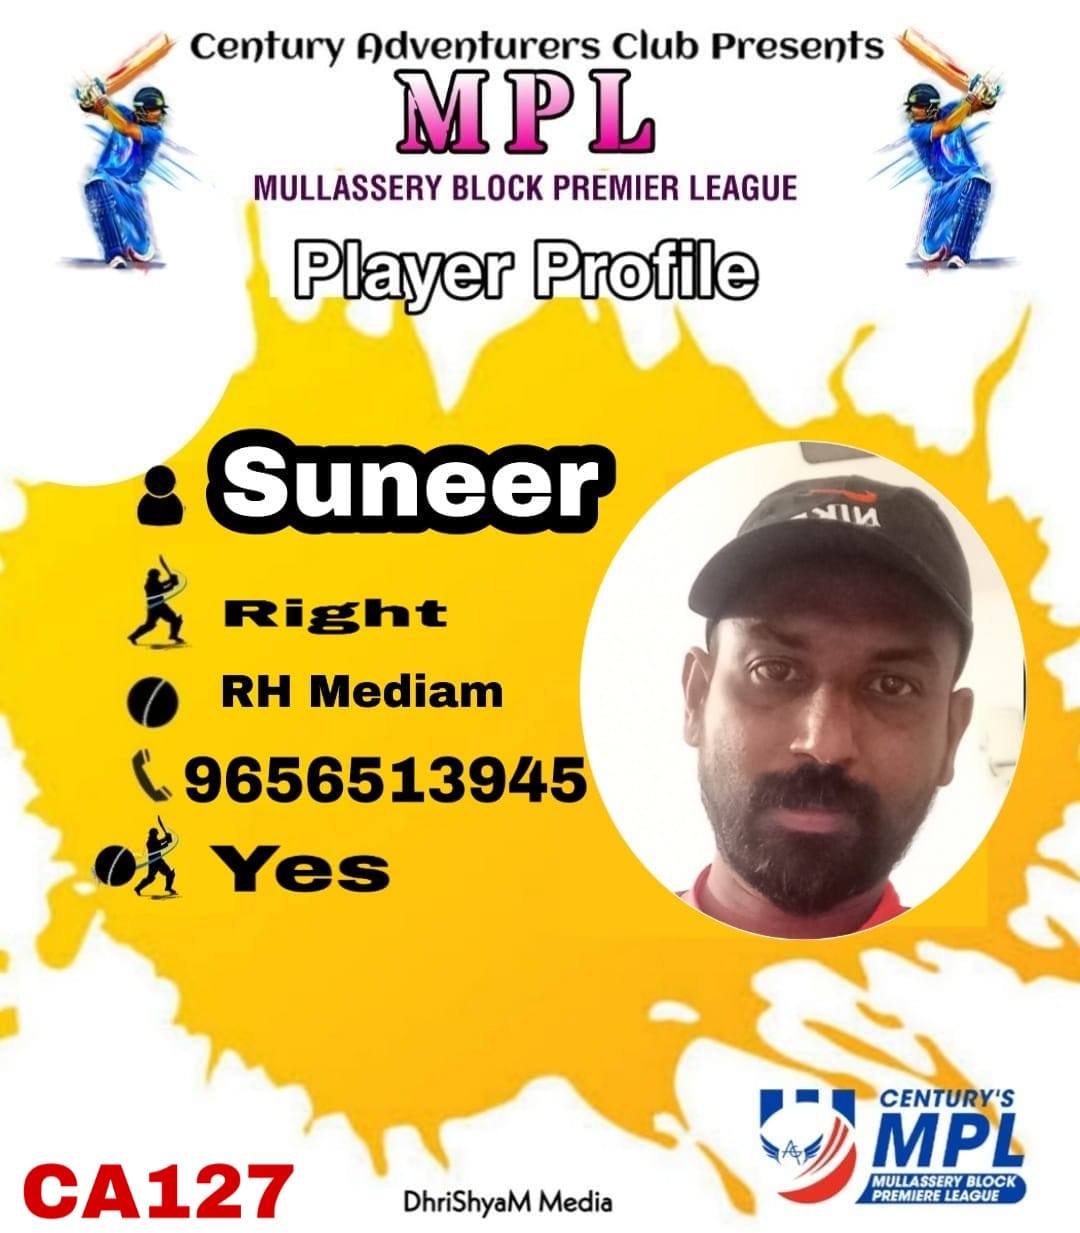 Century Adventurers Club Presents
MPL
MULLASSERY BLOCK PREMIER LEAGUE
Player Profile
Suneer
Right
RH Mediam
9656513945
Yes
CA127
DhriShyaM Media
CENTURY'S
MPL
MULLASSERY BLOCK
PREMIERE LEAGUE